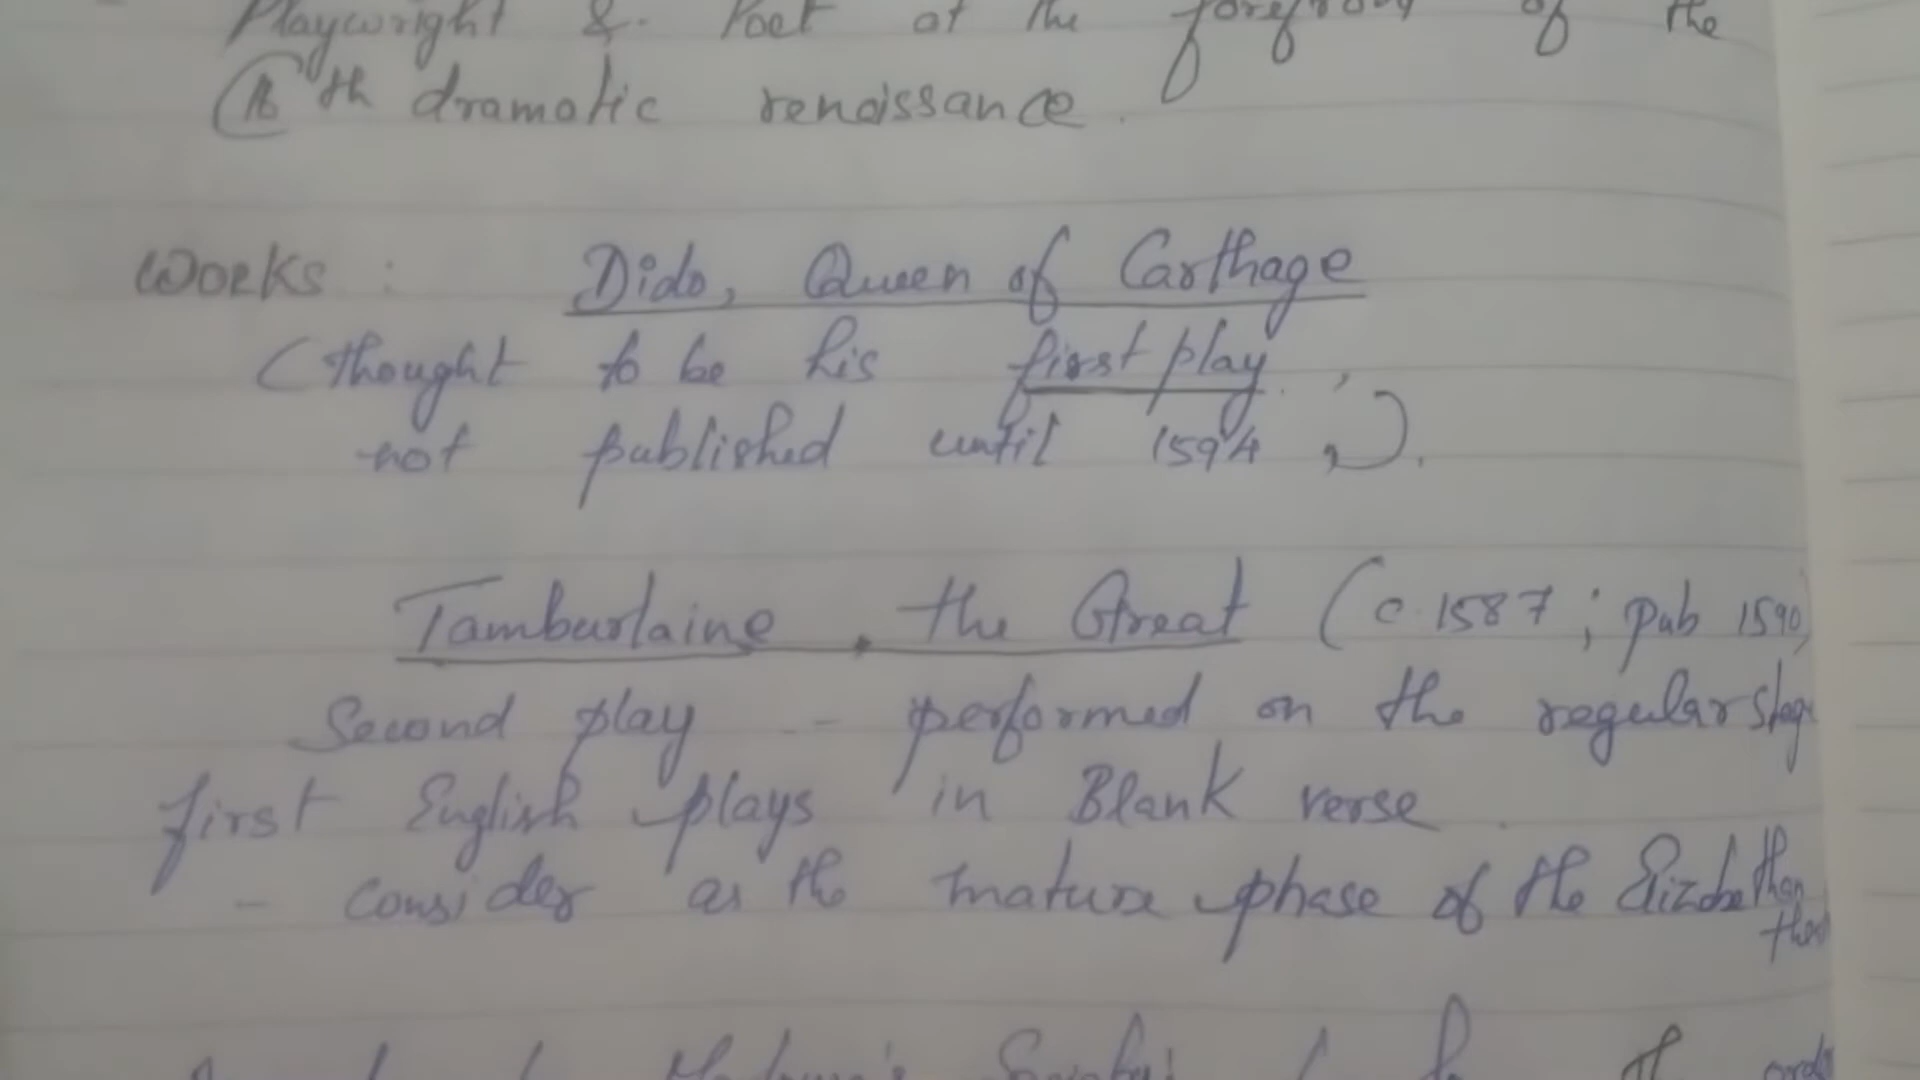 Playwright & Poet at the forefront of the
16th dramatic renaissance.
Works : Dido, Queen of Carthage
(thought to be his first play ,
not published until 1594 ,).
Tamburlaine, the Great (c.1587; pub 1590)
Second play - performed on the regular stage
first English plays in Blank verse.
- consider as the mature phase of the Elizabethan